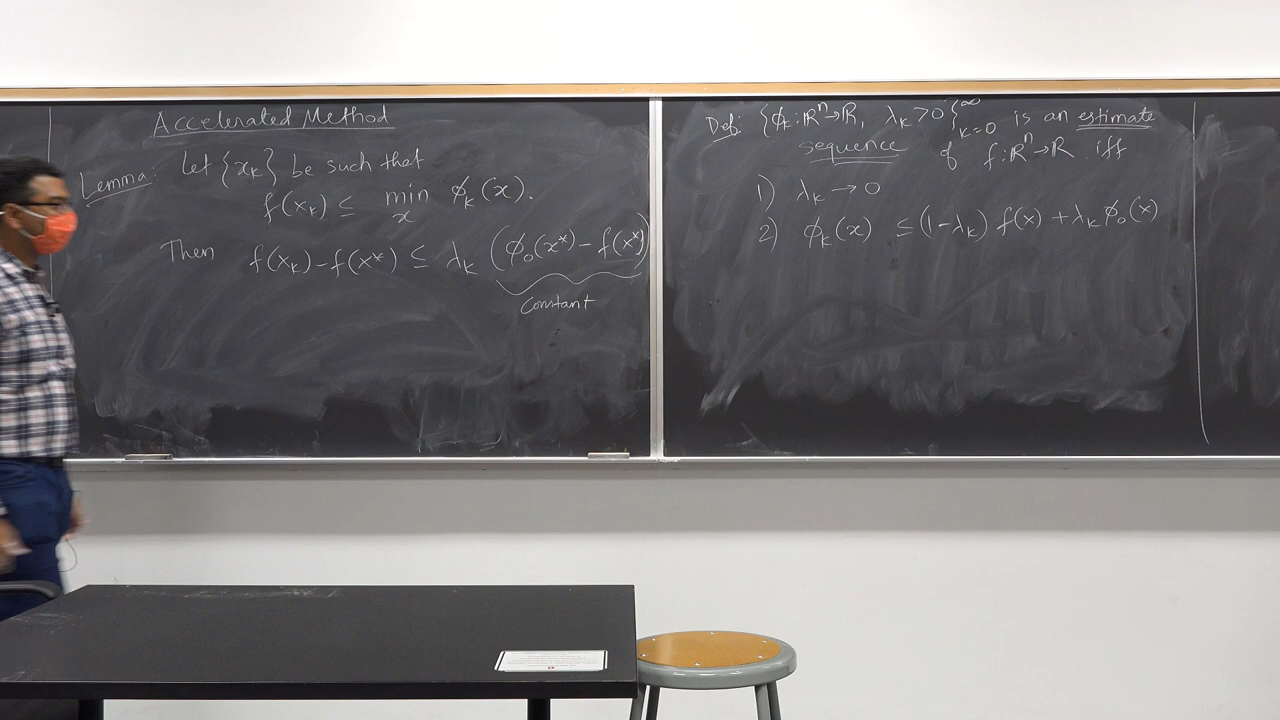 Accelerated Method
Lemma: Let {x_k} be such that
f(x_k) ≤ min_x ϕ_k(x).
Then f(x_k) - f(x*) ≤ λ_k (ϕ_0(x*) - f(x*))
Constant
Def: {ϕ_k: ℝ^n→ℝ, λ_k > 0}_{k=0}^∞ is an estimate
sequence of f: ℝ^n→ℝ iff
1) λ_k → 0
2) ϕ_k(x) ≤ (1-λ_k) f(x) + λ_k ϕ_0(x)